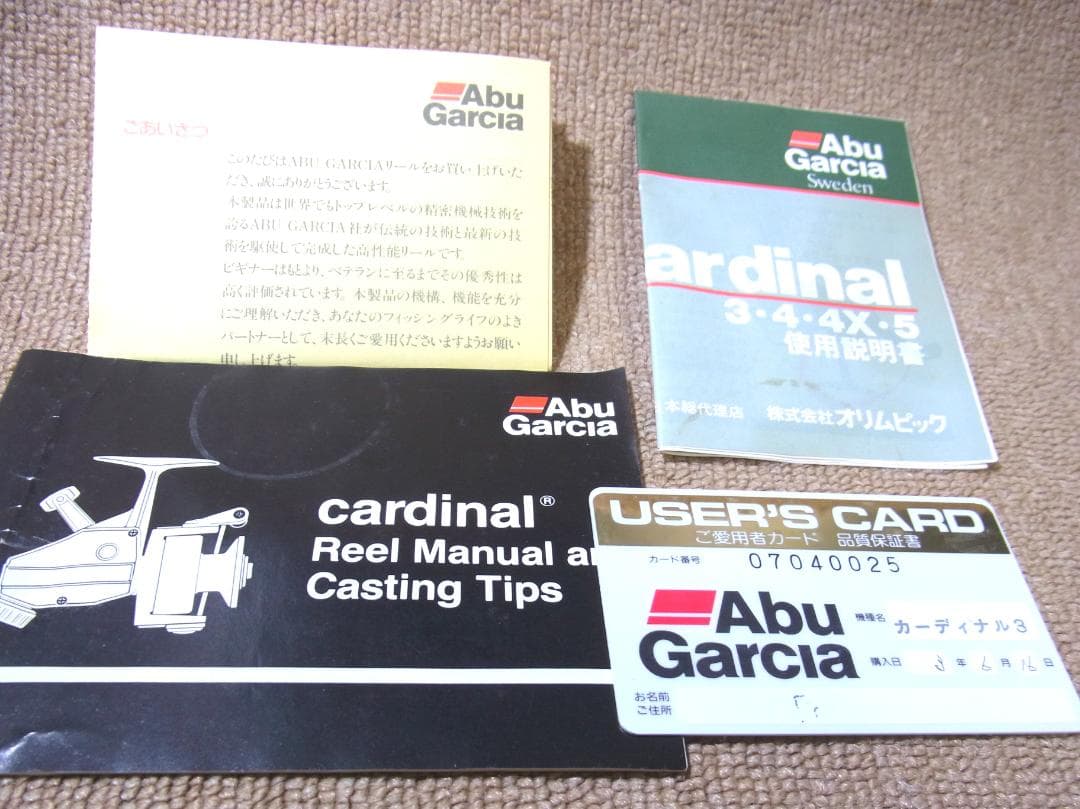 Abu
Garcia
ごあいさつ
このたびはABU GARCIAリールをお買い上げいた
だき、誠にありがとうございます。
本製品は世界でもトップレベルの精密機械技術を
誇るABU GARCIA社が伝統の技術と最新の技
術を駆使して完成した高性能リールです。
ビギナーはもとより、ベテランに至るまでその優秀性は
高く評価されています。本製品の機構、機能を充分
にご理解いただき、あなたのフィッシングライフのよき
パートナーとして、末長くご愛用くださいますようお願い
申し上げます。
Abu
Garcia
Sweden
ardinal
3・4・4X・5
使用説明書
本総代理店 株式会社オリムピック
Abu
Garcia
cardinal®
Reel Manual a
Casting Tips
USER'S CARD
ご愛用者カード 品質保証書
カード番号 07040025
Abu
Garcia
機種名 カーディナル3
購入日 3年6月16日
お名前
ご住所